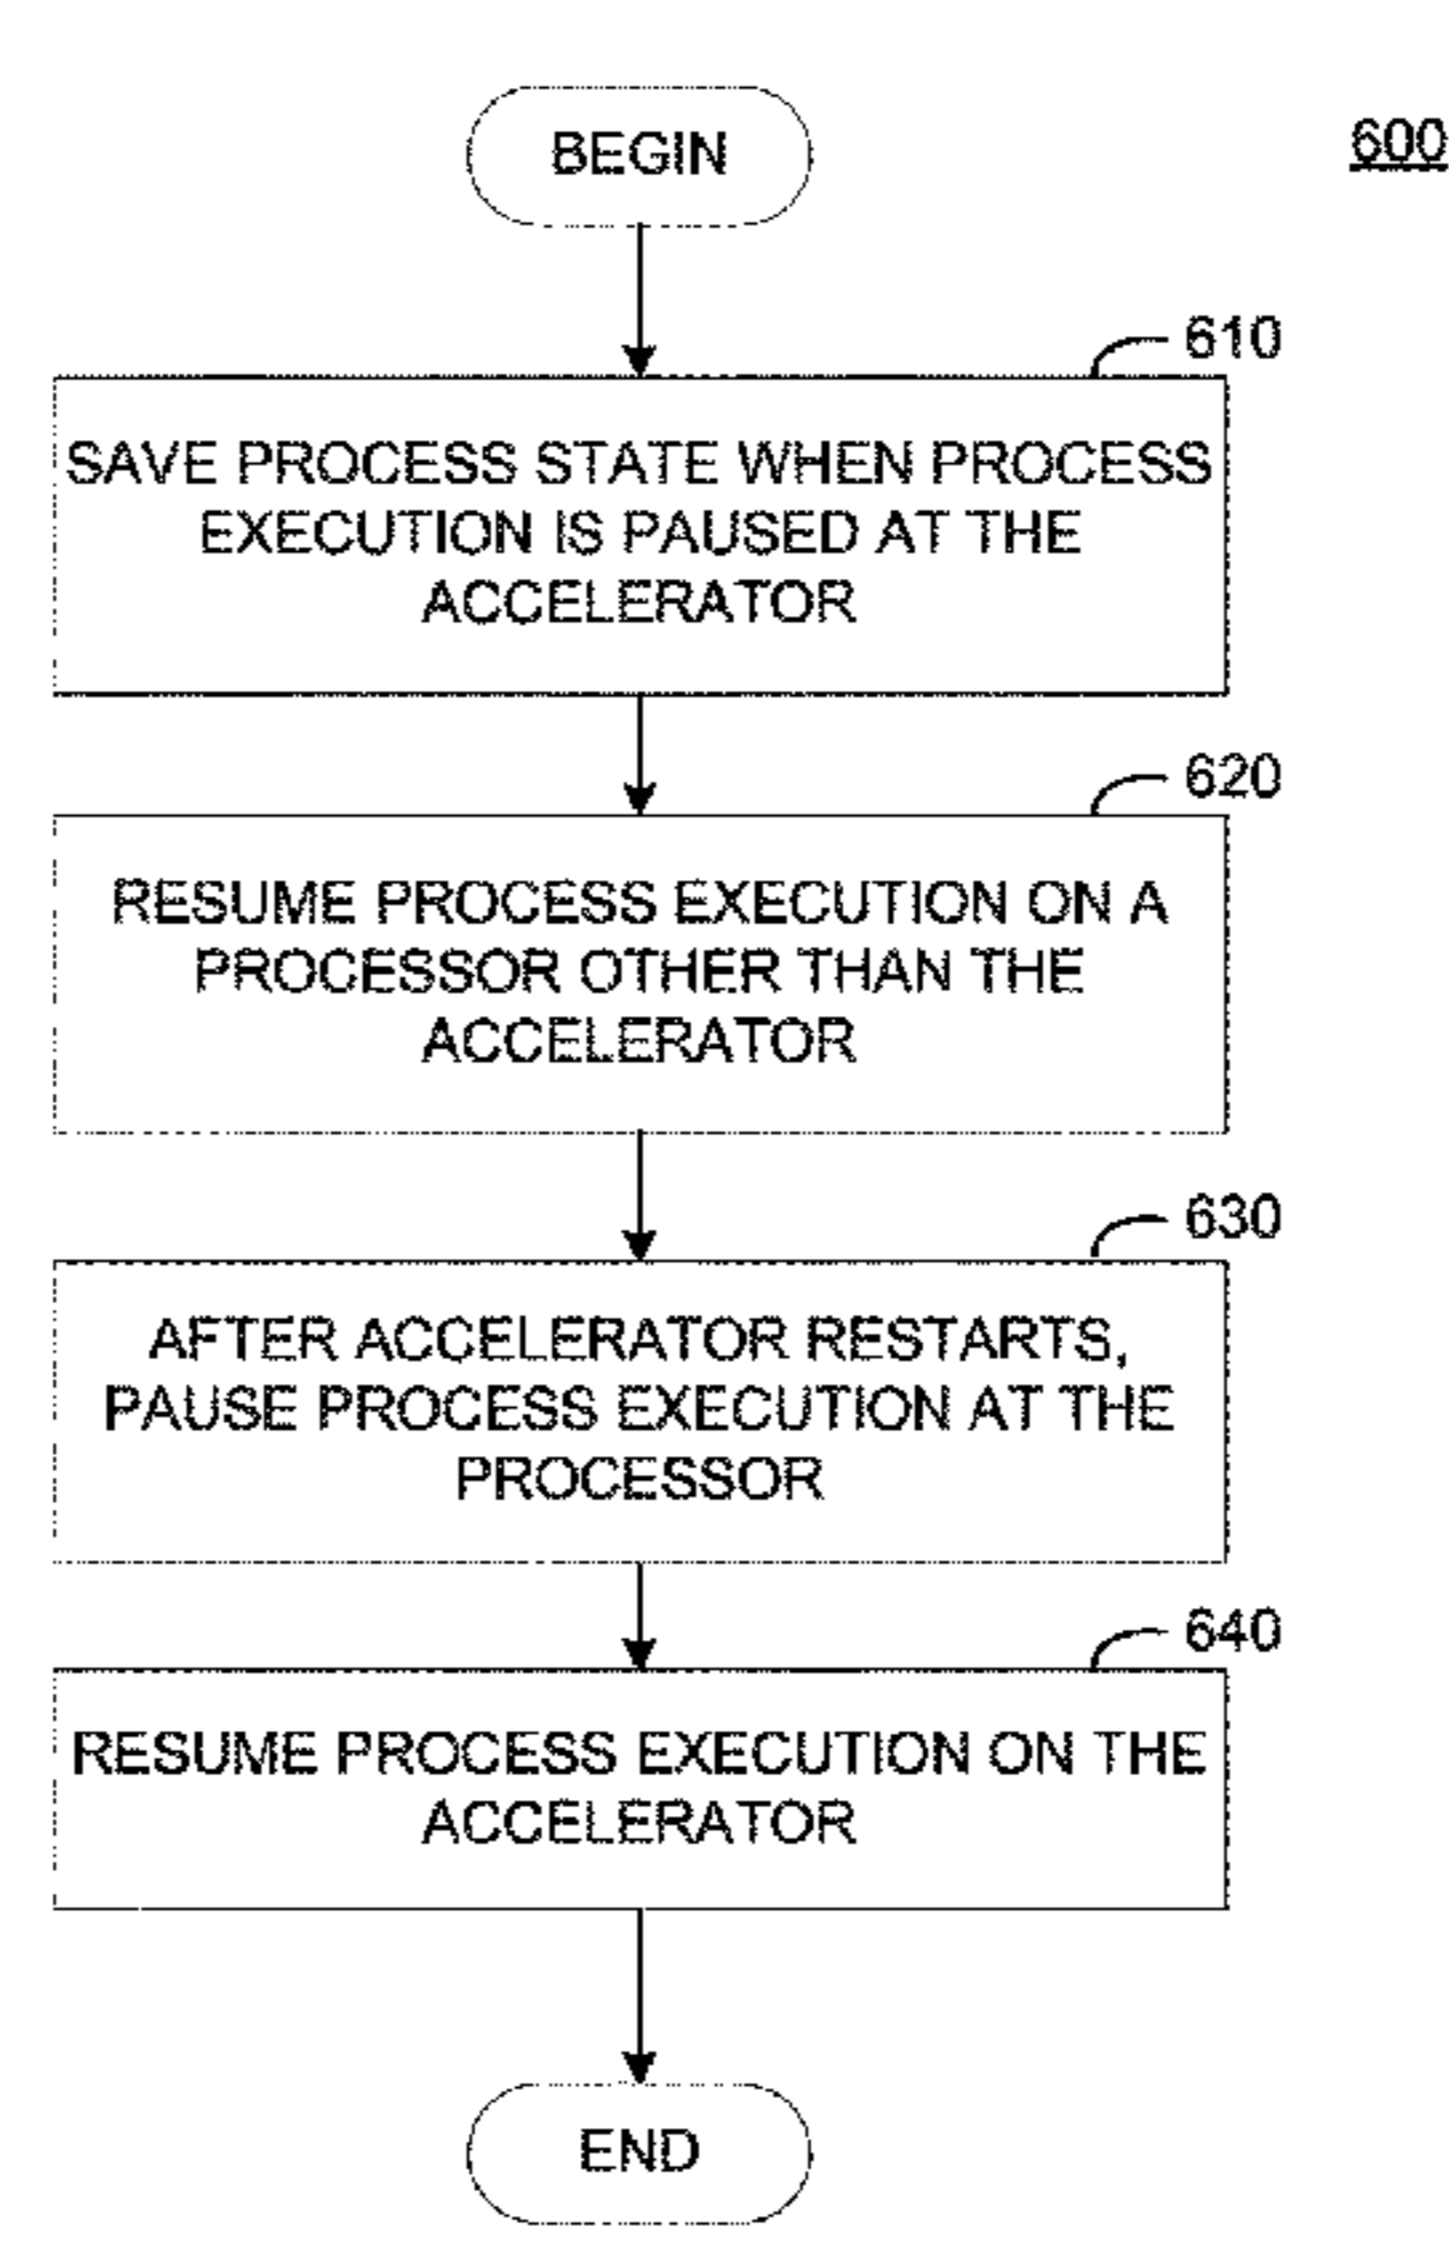 BEGIN
600
610
SAVE PROCESS STATE WHEN PROCESS
EXECUTION IS PAUSED AT THE
ACCELERATOR
620
RESUME PROCESS EXECUTION ON A
PROCESSOR OTHER THAN THE
ACCELERATOR
630
AFTER ACCELERATOR RESTARTS,
PAUSE PROCESS EXECUTION AT THE
PROCESSOR
640
RESUME PROCESS EXECUTION ON THE
ACCELERATOR
END